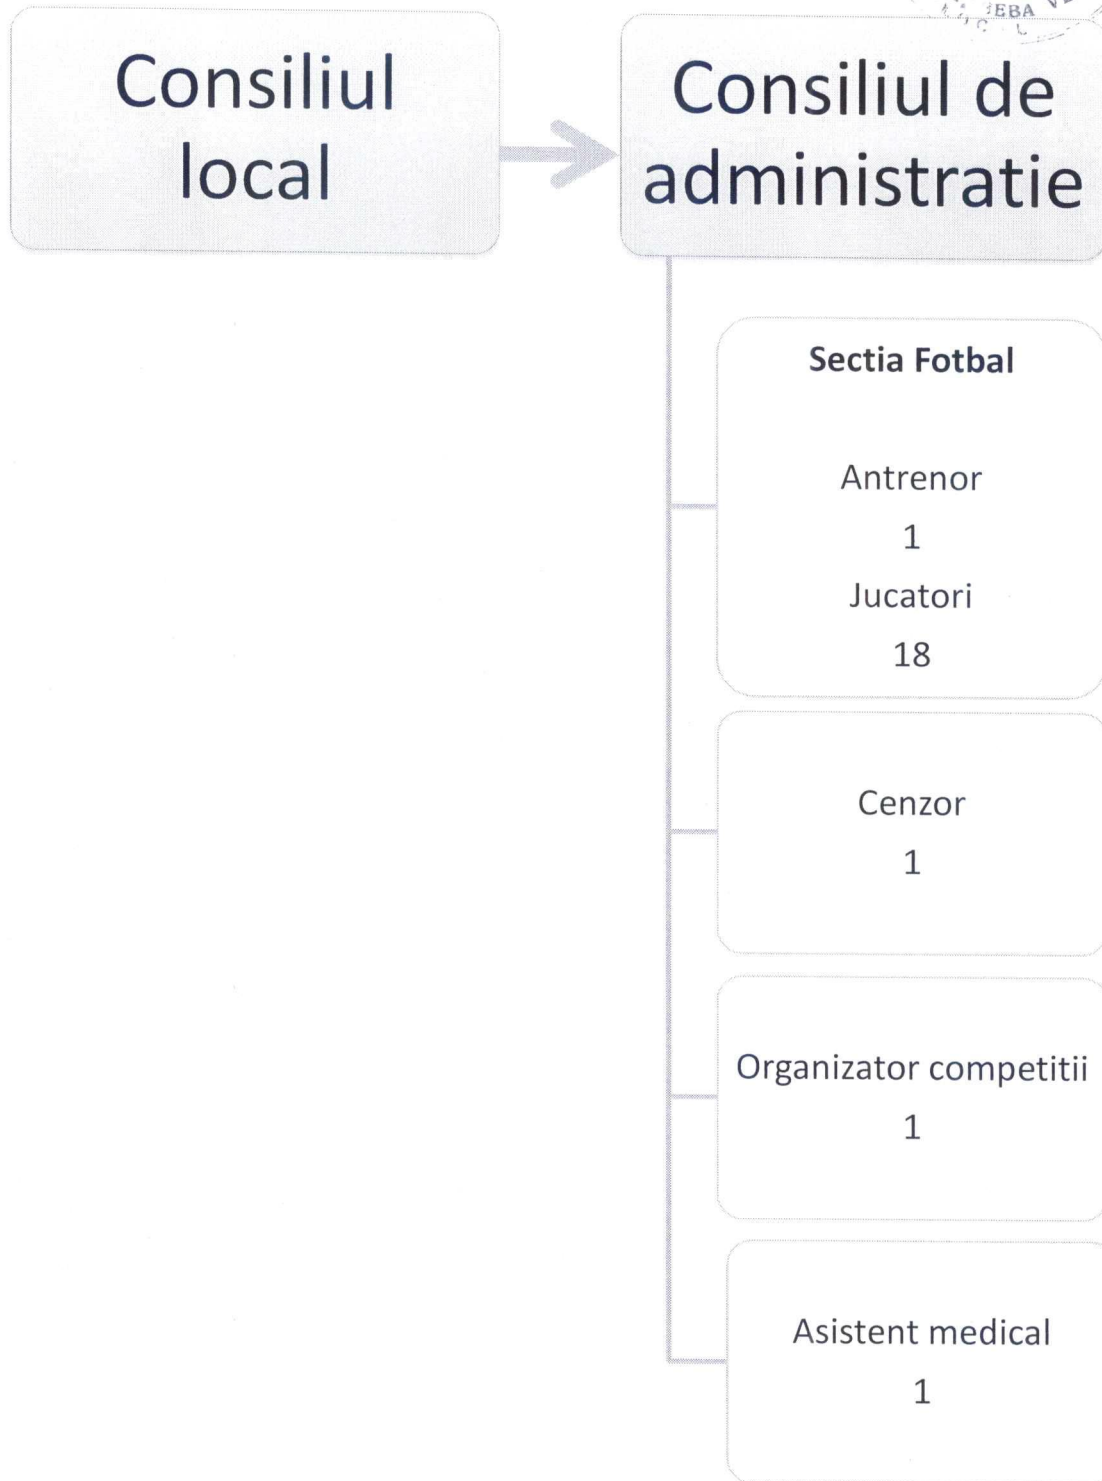 Consiliul
local
Consiliul de
administratie
Sectia Fotbal
Antrenor
1
Jucatori
18
Cenzor
1
Organizator competitii
1
Asistent medical
1